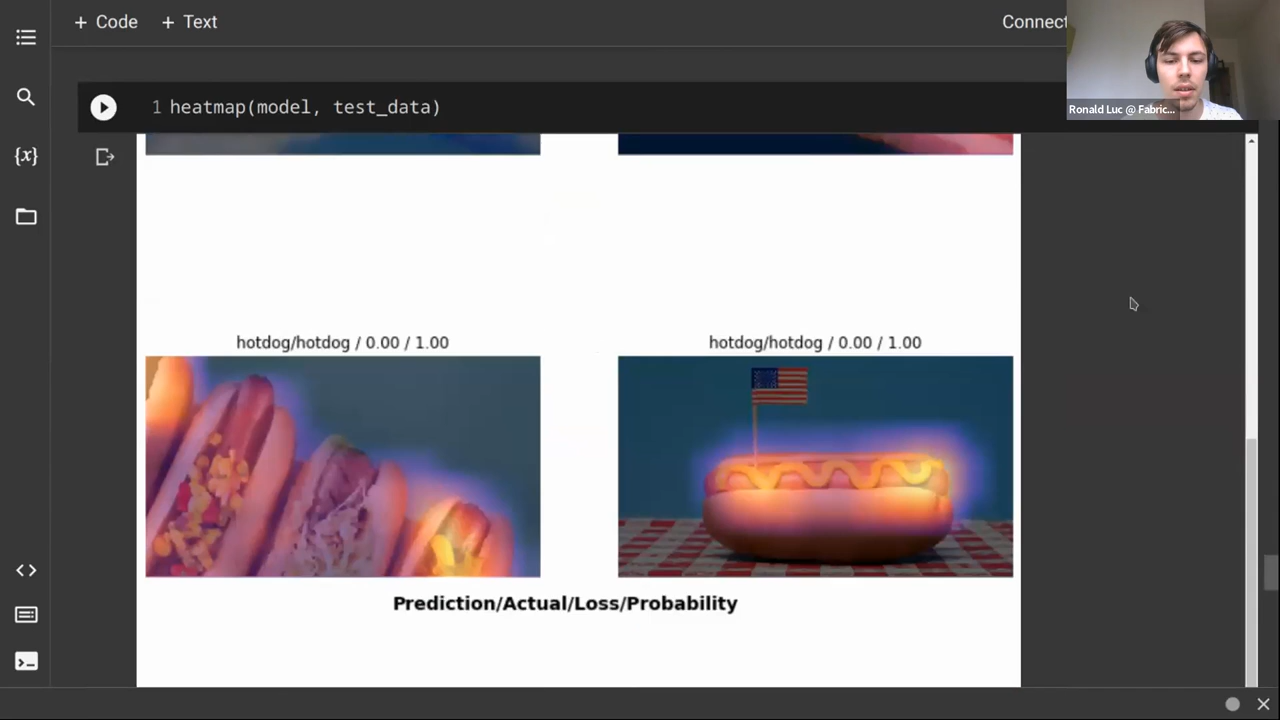 + Code + Text
Connect
Ronald Luc @ Fabric...
1 heatmap(model, test_data)
{x}
hotdog/hotdog / 0.00 / 1.00
hotdog/hotdog / 0.00 / 1.00
Prediction/Actual/Loss/Probability